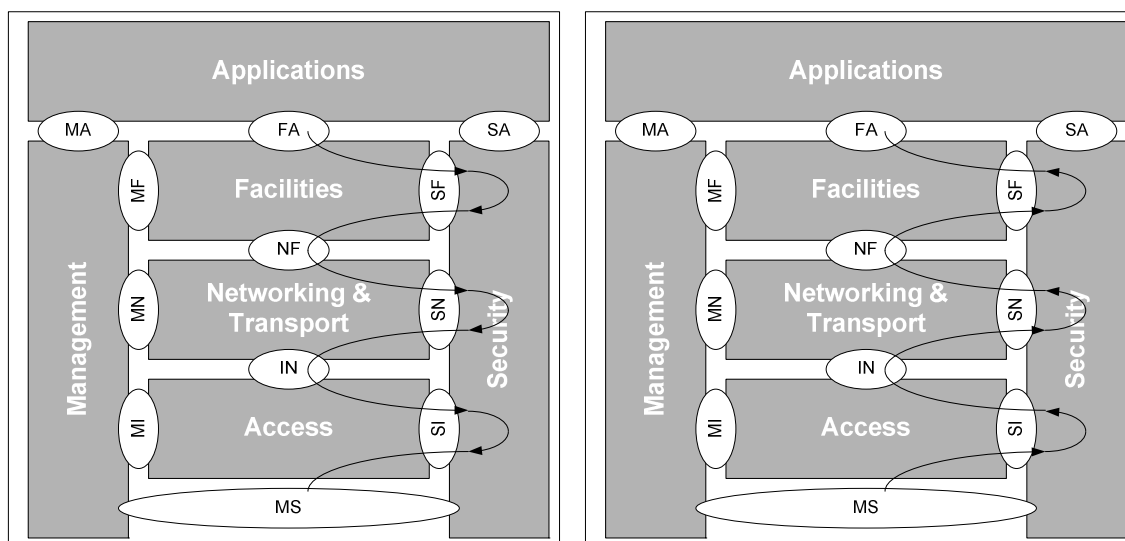 Applications
MA
FA
SA
MF
Facilities
SF
NF
Management
MN
Networking &
Transport
SN
Security
IN
MI
Access
SI
MS
Applications
MA
FA
SA
MF
Facilities
SF
NF
Management
MN
Networking &
Transport
SN
Security
IN
MI
Access
SI
MS